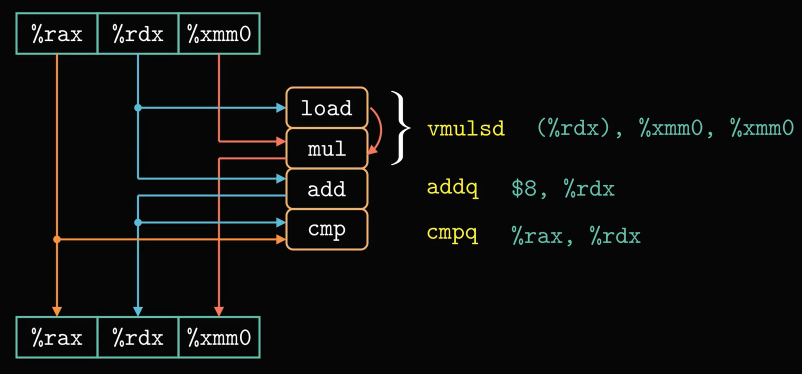 %rax %rdx %xmm0
load
mul
add
cmp
vmulsd (%rdx), %xmm0, %xmm0
addq $8, %rdx
cmpq %rax, %rdx
%rax %rdx %xmm0